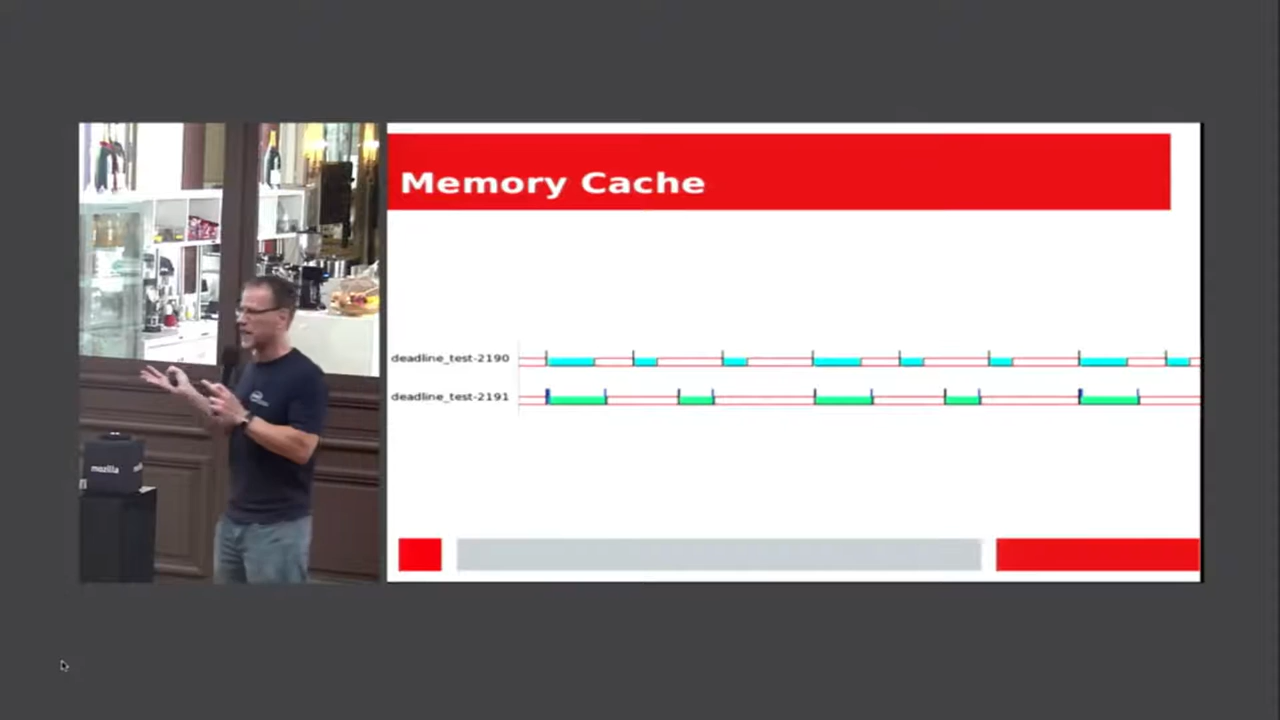 Memory Cache
deadline_test-2190
deadline_test-2191
mozilla